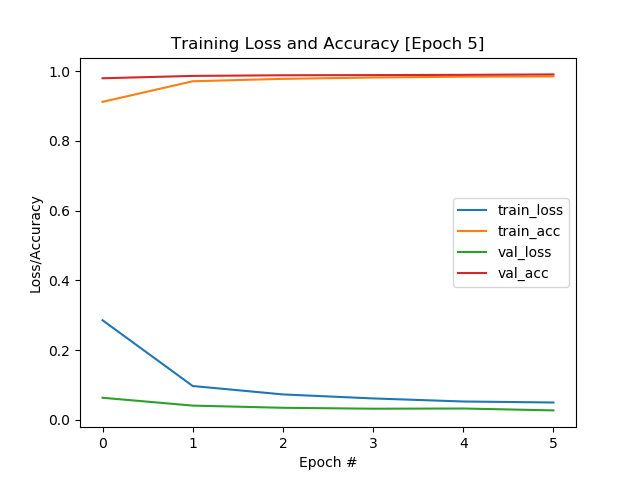 Training Loss and Accuracy [Epoch 5]
1.0
0.8
0.6
0.4
0.2
0.0
Loss/Accuracy
train_loss
train_acc
val_loss
val_acc
0 1 2 3 4 5
Epoch #